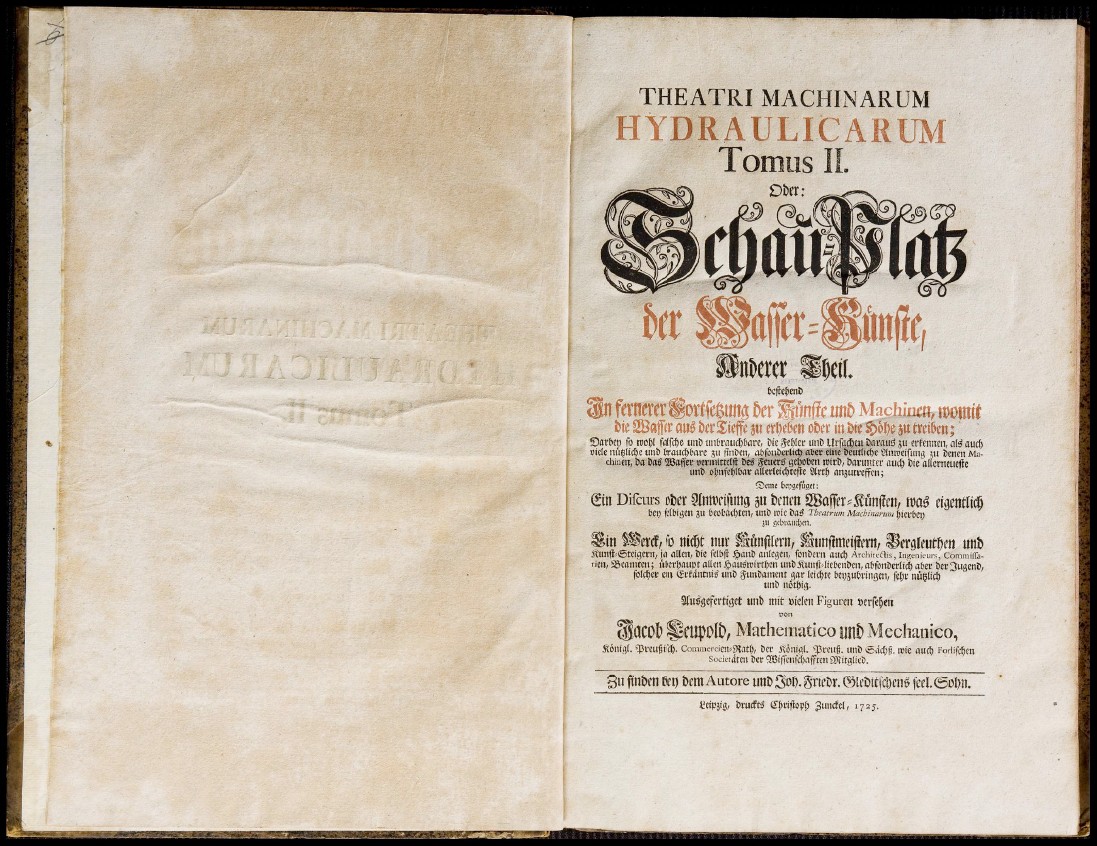 THEATRI MACHINARUM
HYDRAULICARUM
Tomus II.
Oder:
Schau-Platz
der Wasser-Künste,
Anderer Theil.
bestehend
In fernerer Fortsetzung der Künste und Machinen, womit
die Wasser aus der Tieffe zu erheben oder in die Höhe zu treiben;
Darbey so wohl falsche und unbrauchbare, die Fehler und Ursachen daraus zu erkennen, als auch
viele nützliche und brauchbare zu finden, absonderlich aber eine deutliche Anweisung zu denen Ma-
chinen, da das Wasser vermittelst des Feuers gehoben wird, darunter auch die allerneueste
und ohnfehlbar allerleichteste Arth anzutreffen;
Deme beygefüget:
Ein Discurs oder Anweisung zu denen Wasser-Künsten, was eigentlich
bey selbigen zu beobachten, und wie das Theatrum Machinarum hierbey
zu gebrauchen.
Ein Werck, so nicht nur Künstlern, Kunstmeistern, Bergleuthen und
Kunst-Steigern, ja allen, die selbst Hand anlegen, sondern auch Architectis, Ingenieurs, Commissa-
rien, Beamten; überhaupt allen Hauswirthen und Kunst-liebenden, absonderlich aber der Jugend,
solcher ein Erkäntnis und Fundament gar leichte beyzubringen, sehr nützlich
und nöthig.
Ausgefertiget und mit vielen Figuren versehen
von
Jacob Leupold, Mathematico und Mechanico,
Königl. Preußisch. Commercien-Rath, der Königl. Preuß. und Sächß. wie auch Forlischen
Societäten der Wissenschafften Mitglied.
Zu finden bey dem Autore und Joh. Friedr. Gleditschens seel. Sohn.
Leipzig, druckts Christoph Zunckel, 1725.